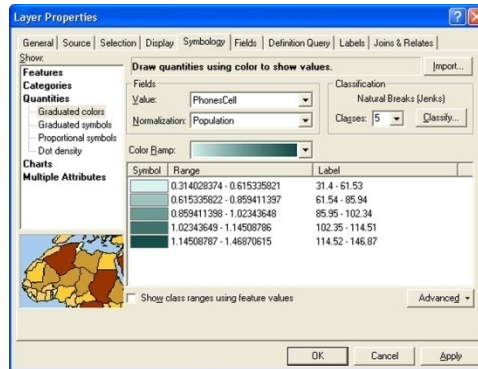 Layer Properties
General Source Selection Display Symbology Fields Definition Query Labels Joins & Relates
Show:
Features
Categories
Quantities
Graduated colors
Graduated symbols
Proportional symbols
Dot density
Charts
Multiple Attributes
Draw quantities using color to show values.
Import...
Fields
Value: PhonesCell
Normalization: Population
Classification
Natural Breaks (Jenks)
Classes: 5 Classify...
Color Ramp:
Symbol Range Label
0.314028374 - 0.615335821 31.4 - 61.53
0.615335822 - 0.859411397 61.54 - 85.94
0.859411398 - 1.02343648 85.95 - 102.34
1.02343649 - 1.14508786 102.35 - 114.51
1.14508787 - 1.46870615 114.52 - 146.87
Show class ranges using feature values
Advanced
OK Cancel Apply